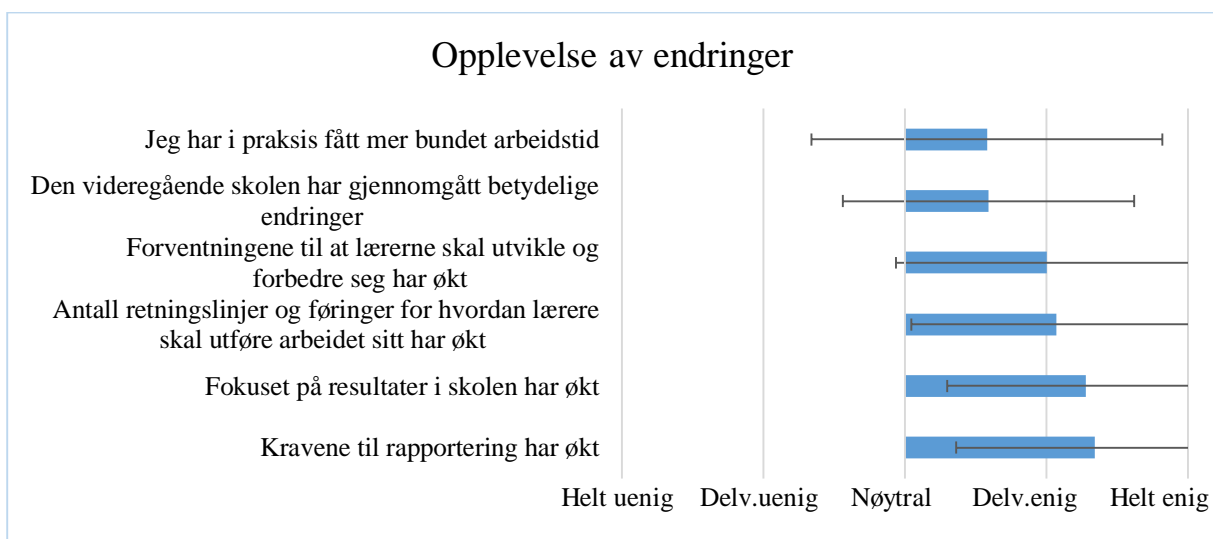 Opplevelse av endringer
Jeg har i praksis fått mer bundet arbeidstid
Den videregående skolen har gjennomgått betydelige
endringer
Forventningene til at lærerne skal utvikle og
forbedre seg har økt
Antall retningslinjer og føringer for hvordan lærere
skal utføre arbeidet sitt har økt
Fokuset på resultater i skolen har økt
Kravene til rapportering har økt
Helt uenig Delv.uenig Nøytral Delv.enig Helt enig